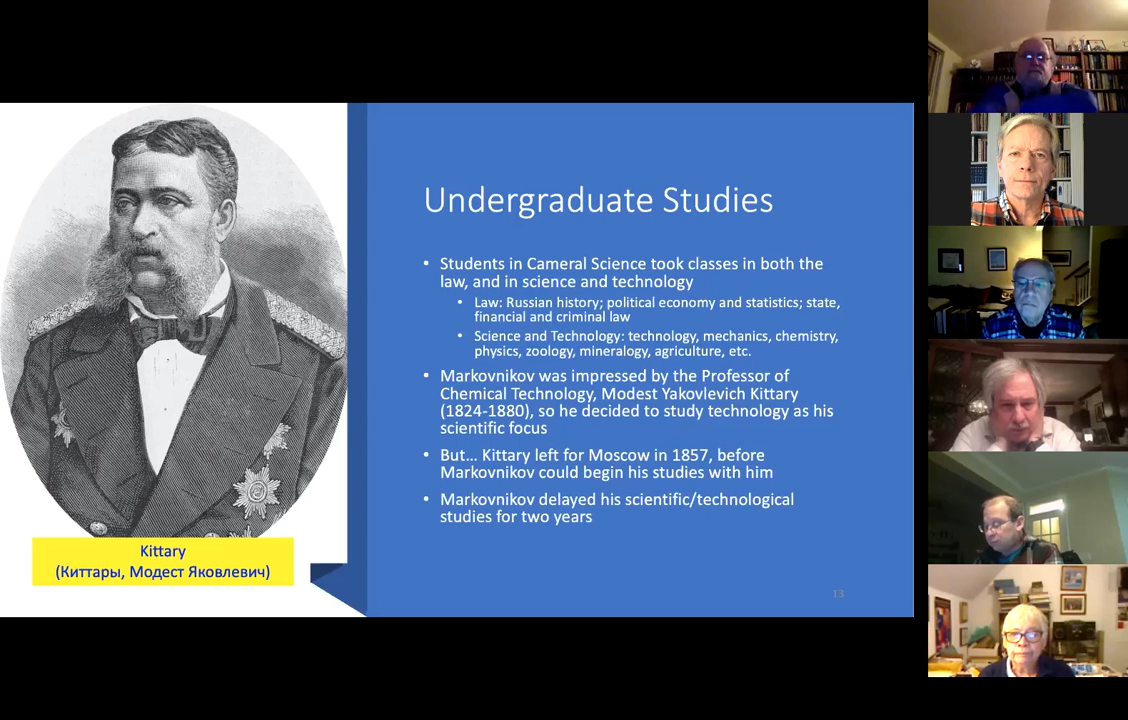 Undergraduate Studies
• Students in Cameral Science took classes in both the
law, and in science and technology
• Law: Russian history; political economy and statistics; state,
financial and criminal law
• Science and Technology: technology, mechanics, chemistry,
physics, zoology, mineralogy, agriculture, etc.
• Markovnikov was impressed by the Professor of
Chemical Technology, Modest Yakovlevich Kittary
(1824-1880), so he decided to study technology as his
scientific focus
• But... Kittary left for Moscow in 1857, before
Markovnikov could begin his studies with him
• Markovnikov delayed his scientific/technological
studies for two years
Kittary
(Киттары, Модест Яковлевич)
13